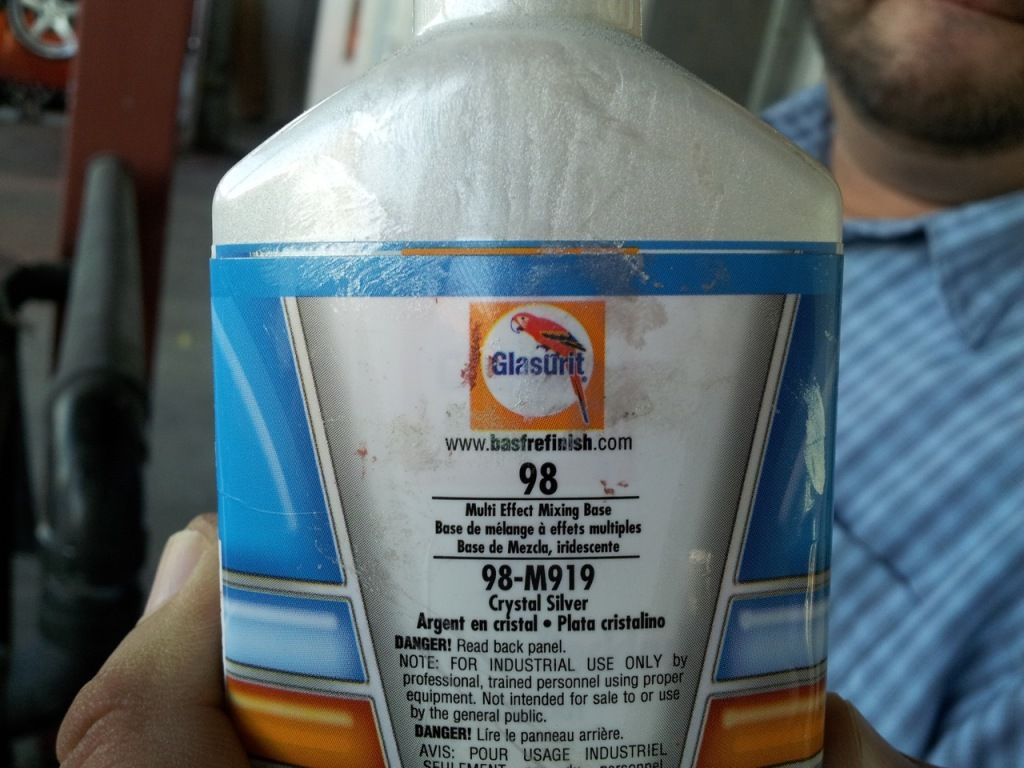 Glasurit
www.basfrefinish.com
98
Multi Effect Mixing Base
Base de mélange à effets multiples
Base de Mezcla, iridescente
98-M919
Crystal Silver
Argent en cristal • Plata cristalino
DANGER! Read back panel.
NOTE: FOR INDUSTRIAL USE ONLY by
professional, trained personnel using proper
equipment. Not intended for sale to or use
by the general public.
DANGER! Líre le panneau arrière.
AVIS: POUR USAGE INDUSTRIEL
SEULEMENT personnel